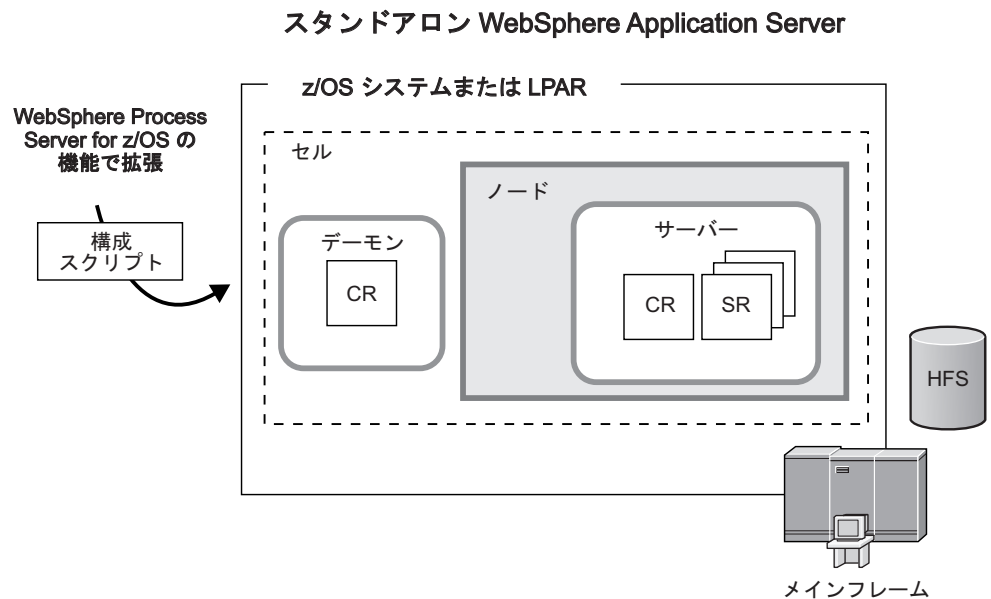 スタンドアロン WebSphere Application Server
z/OS システムまたは LPAR
WebSphere Process
Server for z/OS の
機能で拡張
構成
スクリプト
セル
デーモン
CR
ノード
サーバー
CR
SR
HFS
メインフレーム